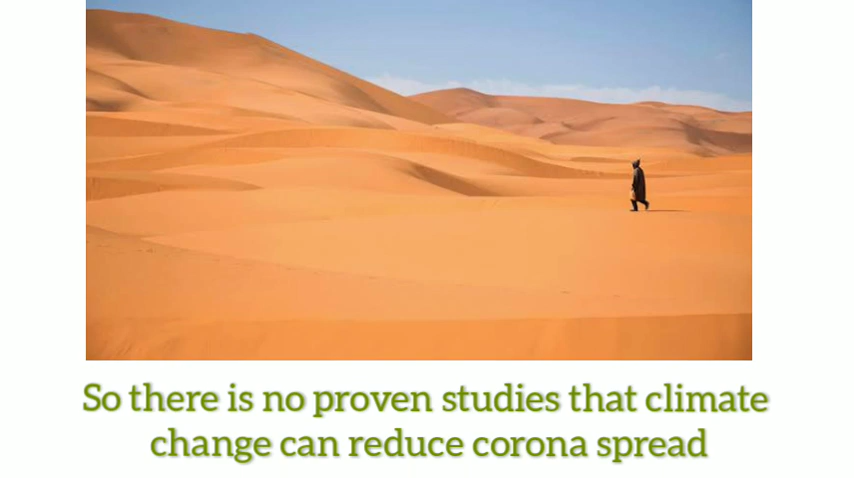 So there is no proven studies that climate
change can reduce corona spread